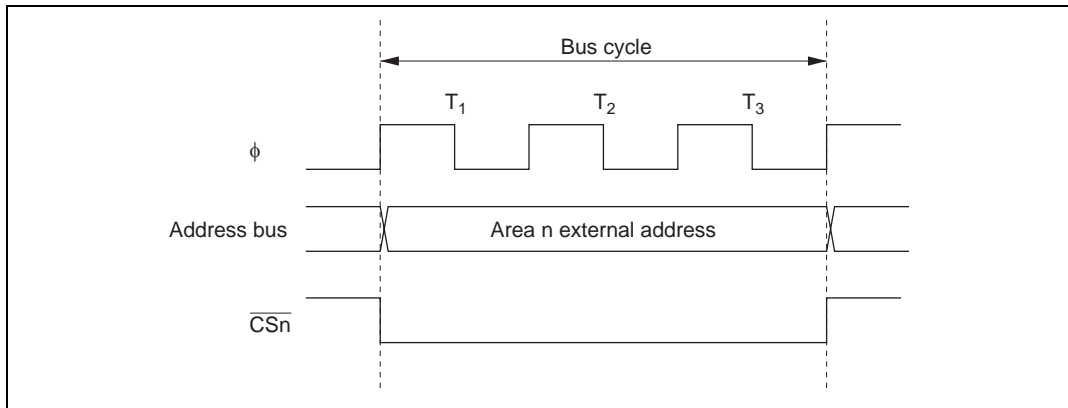 Bus cycle
T1 T2 T3
ϕ
Address bus Area n external address
CSn